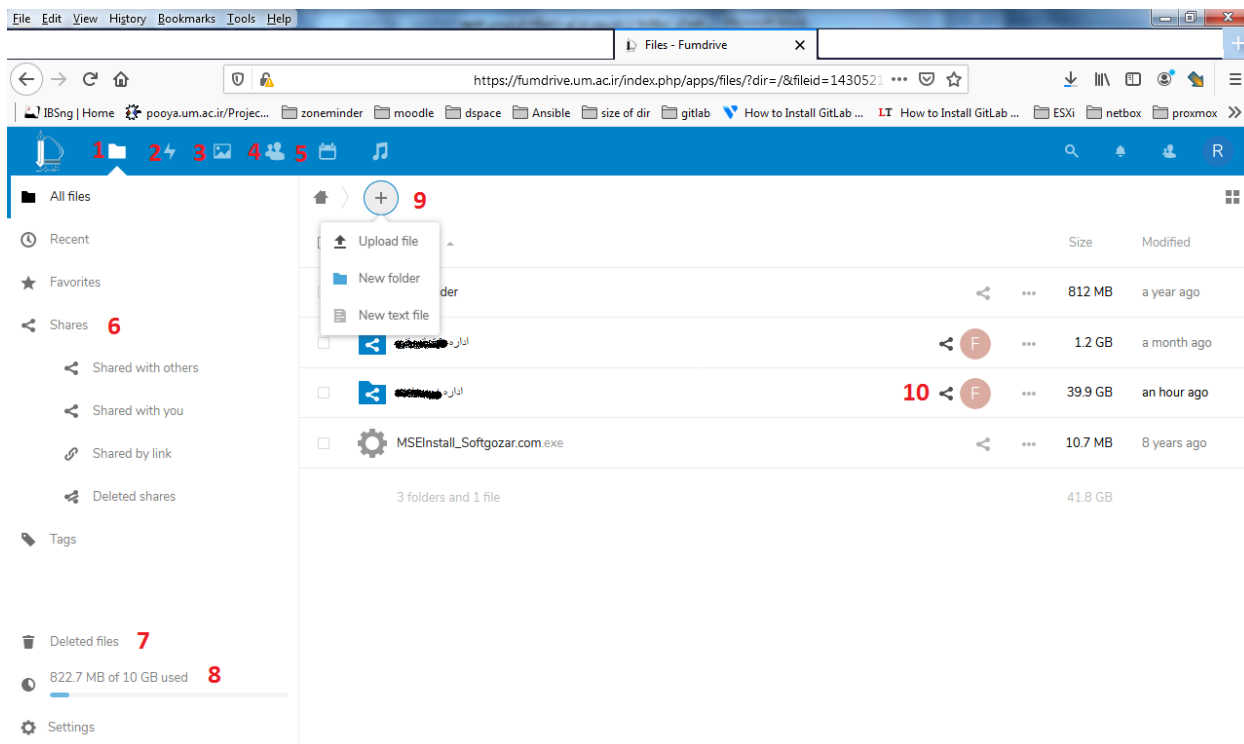 File Edit View History Bookmarks Tools Help
Files - Fumdrive
https://fumdrive.um.ac.ir/index.php/apps/files/?dir=/&fileid=1430521
IBSng | Home pooya.um.ac.ir/Projec... zoneminder moodle dspace Ansible size of dir gitlab How to Install GitLab ... LT How to Install GitLab ... ESXi netbox proxmox
1 2 3 4 5 R
All files
9
Recent
Upload file
Size Modified
Favorites
New folder
der 812 MB a year ago
Shares 6
New text file
اداره
F 1.2 GB a month ago
Shared with others
اداره
10 F 39.9 GB an hour ago
Shared with you
MSEInstall_Softgozar.com.exe 10.7 MB 8 years ago
Shared by link
Deleted shares
3 folders and 1 file 41.8 GB
Tags
Deleted files 7
822.7 MB of 10 GB used 8
Settings